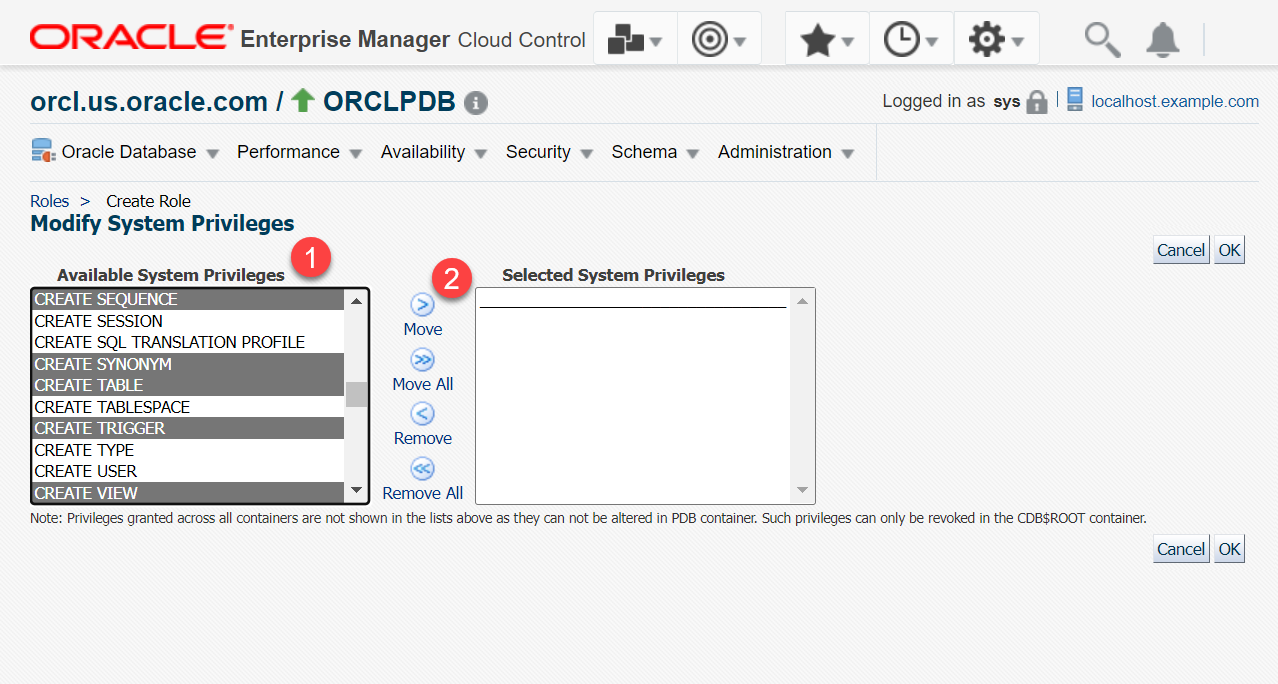 ORACLE Enterprise Manager Cloud Control
orcl.us.oracle.com / ORCLPDB i
Logged in as sys | localhost.example.com
Oracle Database Performance Availability Security Schema Administration
Roles > Create Role
Modify System Privileges
Cancel OK
1
2
Available System Privileges
Selected System Privileges
CREATE SEQUENCE
CREATE SESSION
CREATE SQL TRANSLATION PROFILE
CREATE SYNONYM
CREATE TABLE
CREATE TABLESPACE
CREATE TRIGGER
CREATE TYPE
CREATE USER
CREATE VIEW
Move
Move All
Remove
Remove All
Note: Privileges granted across all containers are not shown in the lists above as they can not be altered in PDB container. Such privileges can only be revoked in the CDB$ROOT container.
Cancel OK